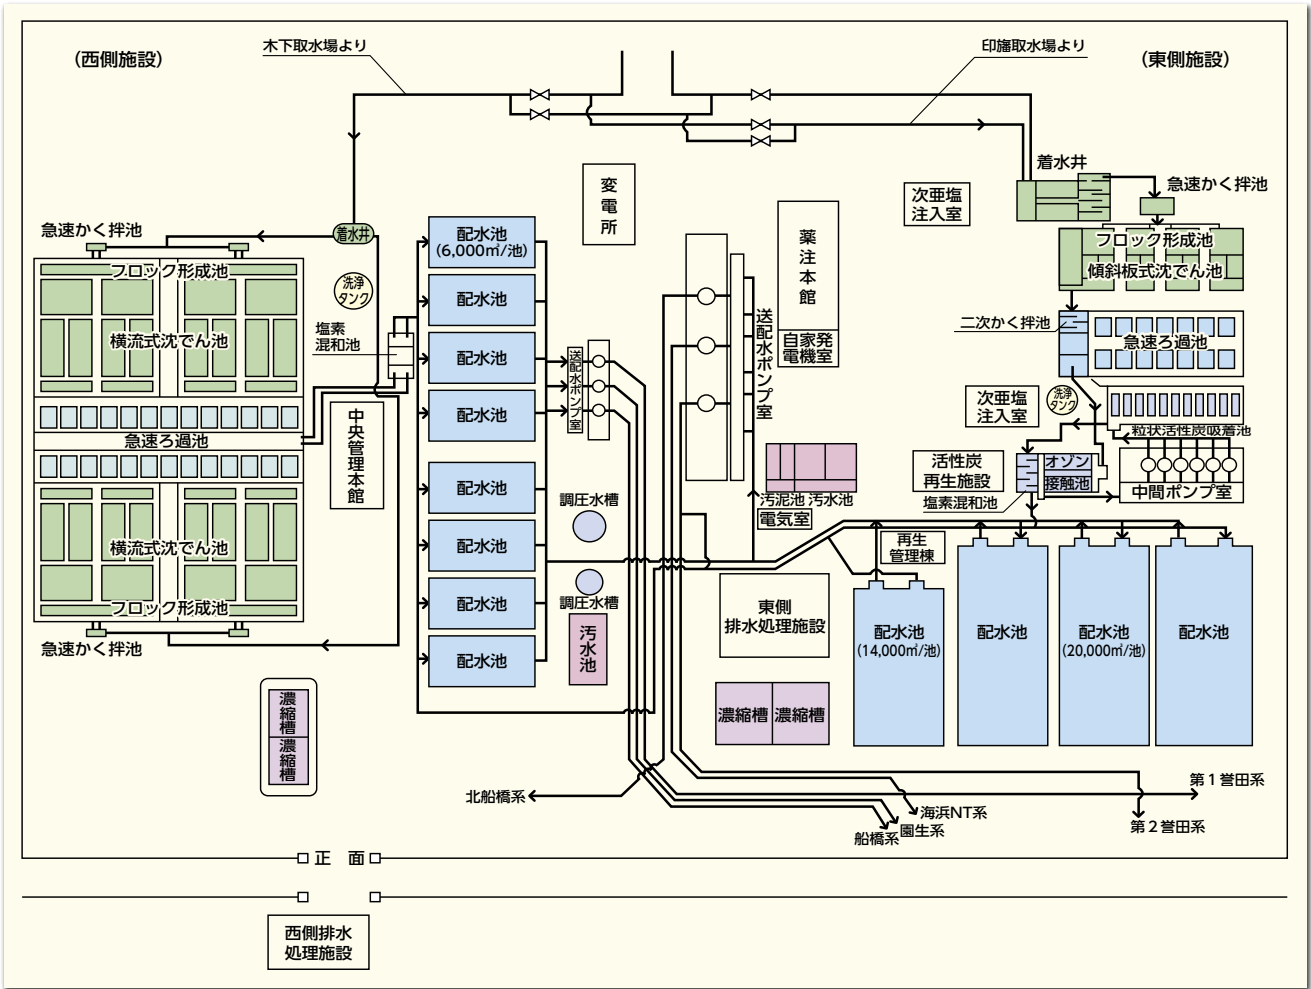 (西側施設)
木下取水場より
印旛取水場より
(東側施設)
変電所
次亜塩
注入室
着水井
急速かく拌池
フロック形成池
傾斜板式沈でん池
急速かく拌池
着水井
フロック形成池
横流式沈でん池
洗浄
タンク
塩素
混和池
配水池
(6,000㎥/池)
配水池
配水池
配水池
配水池
配水池
配水池
配水池
送配水ポンプ室
薬注本館
自家発
電機室
送配水ポンプ室
二次かく拌池
急速ろ過池
次亜塩
注入室
洗浄
タンク
粒状活性炭吸着池
急速ろ過池
中央管理本館
活性炭
再生施設
オゾン
接触池
塩素混和池
中間ポンプ室
汚泥池
汚水池
電気室
調圧水槽
調圧水槽
汚水池
横流式沈でん池
フロック形成池
急速かく拌池
再生
管理棟
東側
排水処理施設
配水池
(14,000㎥/池)
配水池
配水池
(20,000㎥/池)
配水池
濃縮槽
濃縮槽
濃縮槽
濃縮槽
北船橋系
第1誉田系
海浜NT系
第2誉田系
園生系
船橋系
正 面
西側排水
処理施設